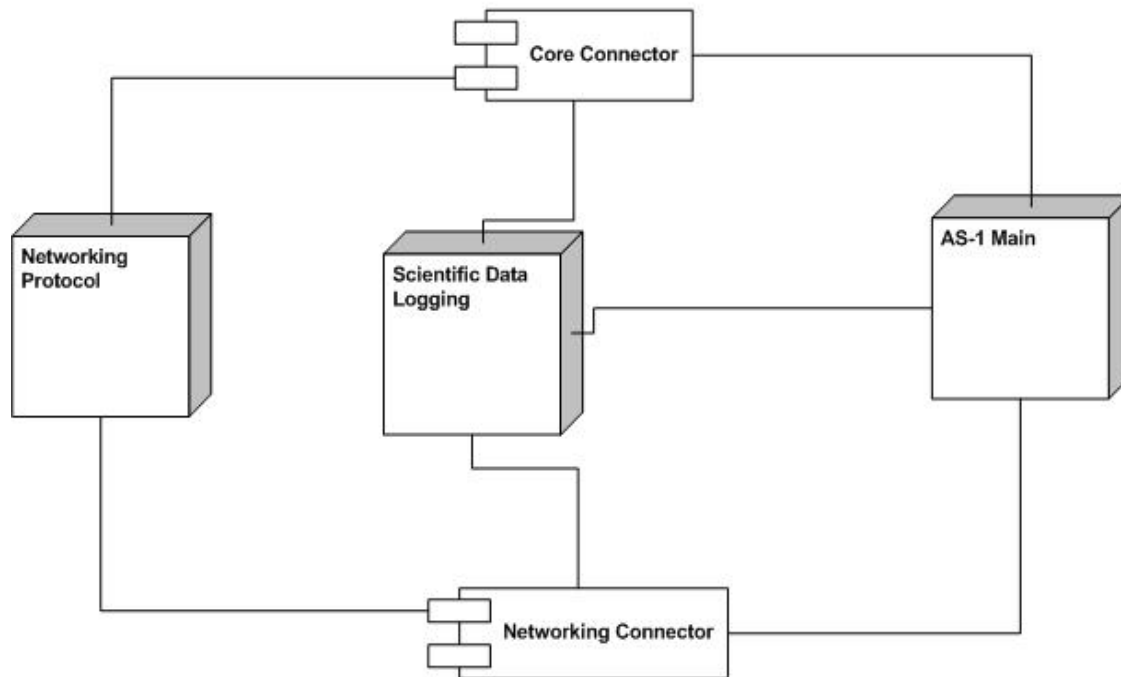 Core Connector
Networking
Protocol
Scientific Data
Logging
AS-1 Main
Networking Connector